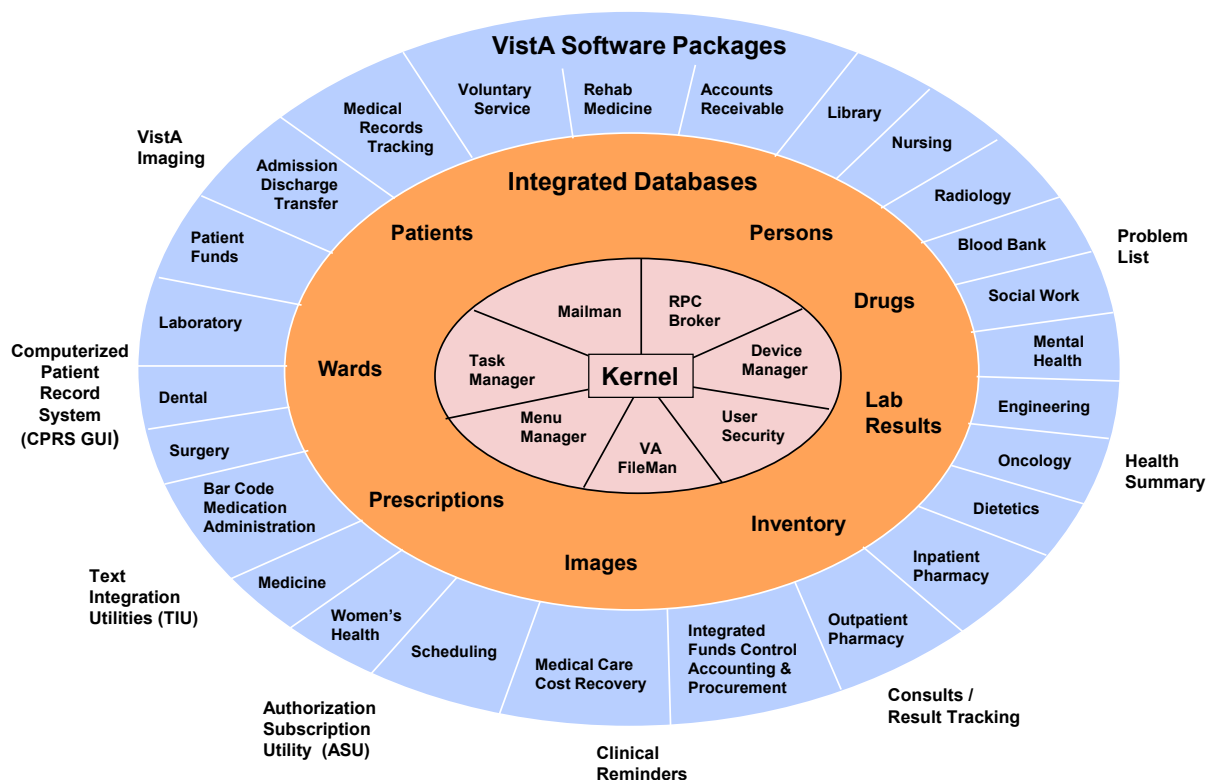 VistA Software Packages
Voluntary
Service
Rehab
Medicine
Accounts
Receivable
Library
Nursing
Radiology
Blood Bank
Social Work
Mental
Health
Engineering
Oncology
Dietetics
Inpatient
Pharmacy
Outpatient
Pharmacy
Integrated
Funds Control
Accounting &
Procurement
Medical Care
Cost Recovery
Scheduling
Women's
Health
Medicine
Bar Code
Medication
Administration
Surgery
Dental
Laboratory
Patient
Funds
Admission
Discharge
Transfer
Medical
Records
Tracking
Integrated Databases
Patients
Persons
Drugs
Lab
Results
Inventory
Images
Prescriptions
Wards
Kernel
Mailman
RPC
Broker
Device
Manager
User
Security
VA
FileMan
Menu
Manager
Task
Manager
VistA
Imaging
Problem
List
Health
Summary
Consults /
Result Tracking
Clinical
Reminders
Authorization
Subscription
Utility (ASU)
Text
Integration
Utilities (TIU)
Computerized
Patient
Record
System
(CPRS GUI)